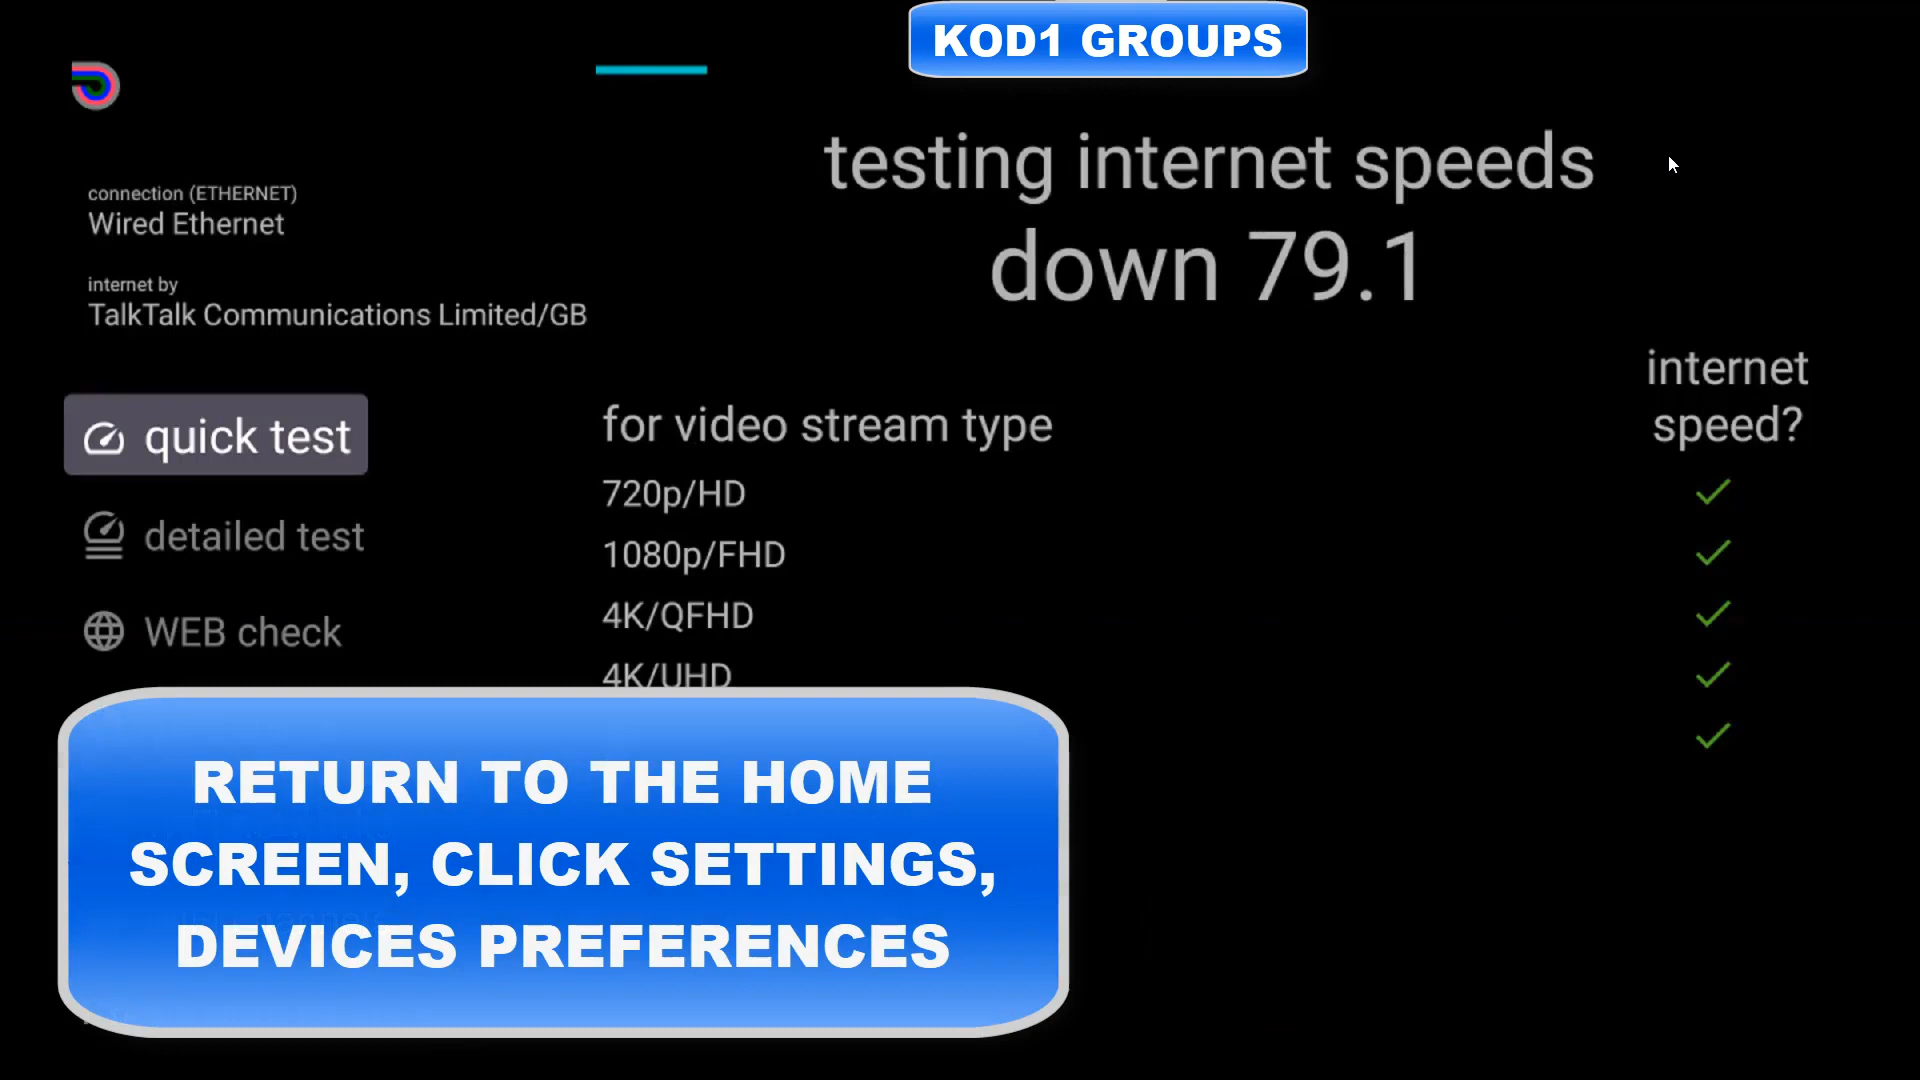 KOD1 GROUPS
testing internet speeds
down 79.1
connection (ETHERNET)
Wired Ethernet
internet by
TalkTalk Communications Limited/GB
quick test
detailed test
WEB check
for video stream type
internet
speed?
720p/HD
1080p/FHD
4K/QFHD
4K/UHD
RETURN TO THE HOME
SCREEN, CLICK SETTINGS,
DEVICES PREFERENCES